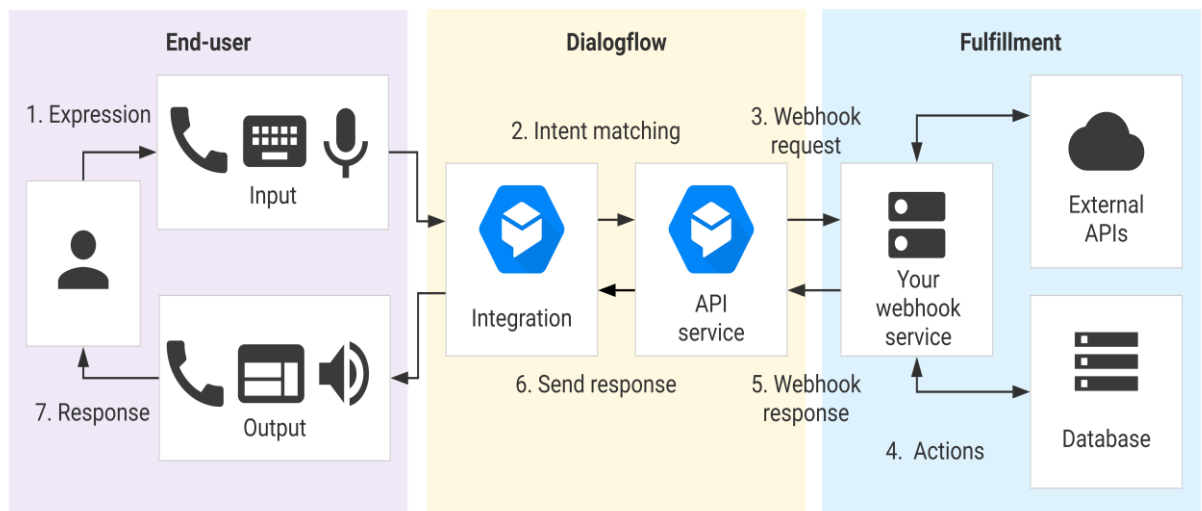 End-user
Dialogflow
Fulfillment
1. Expression
Input
2. Intent matching
3. Webhook
request
External
APIs
Integration
API
service
Your
webhook
service
6. Send response
5. Webhook
response
7. Response
Output
4. Actions
Database